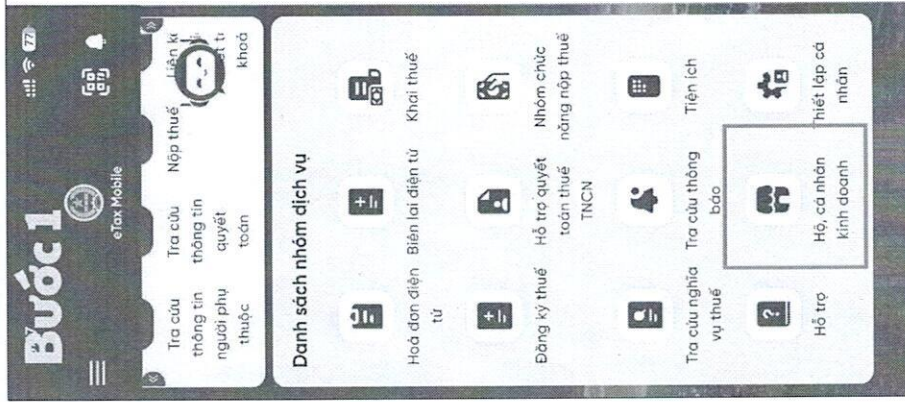 77
Bước 1
eTax Mobile
Tra cứu
thông tin
người phụ
thuộc
Tra cứu
thông tin
quyết
toán
Nộp thuế
khoả
Danh sách nhóm dịch vụ
Hoá đơn điện
tử
Biên lai điện tử
Khai thuế
Đăng ký thuế
Hỗ trợ quyết
toán thuế
TNCN
Nhóm chức
năng nộp thuế
Tra cứu nghĩa
vụ thuế
Tra cứu thông
báo
Tiện ích
Hỗ trợ
Hộ, cá nhân
kinh doanh
Thiết lập cá
nhân